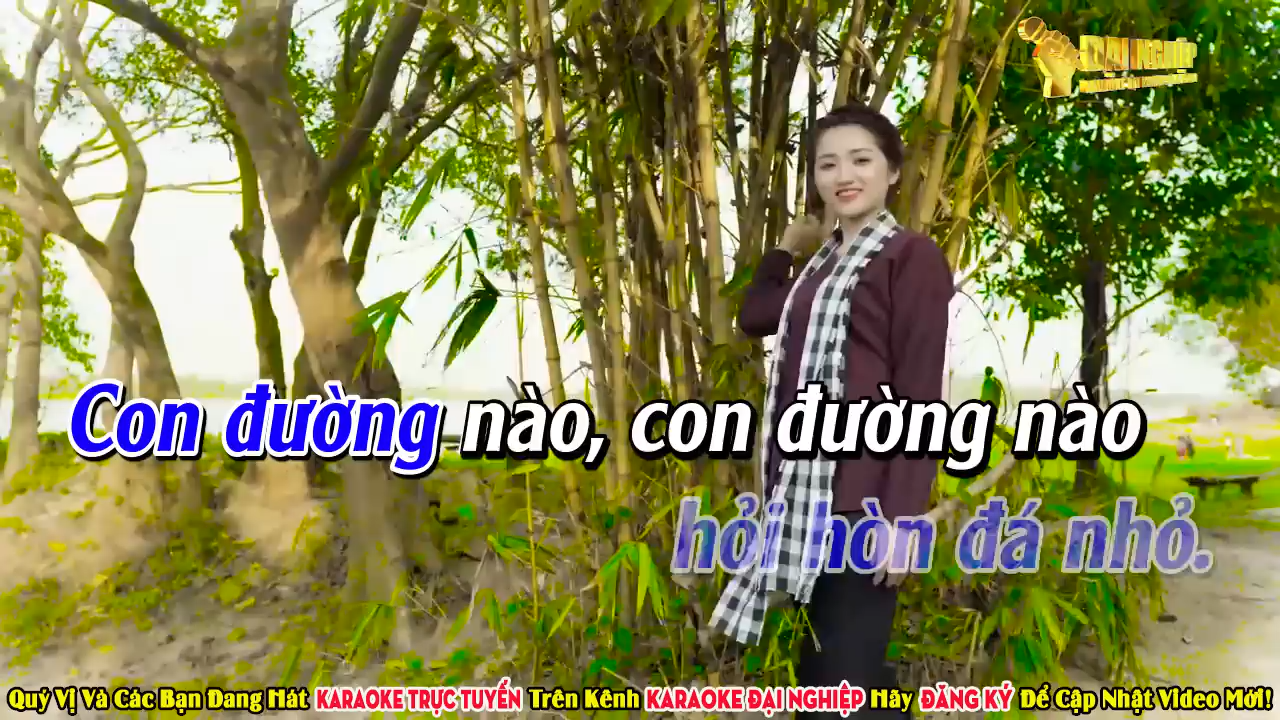 ĐẠI NGHIỆP
Con đường nào, con đường nào
hỏi hòn đá nhỏ.
Quý Vị Và Các Bạn Đang Hát KARAOKE TRỰC TUYẾN Trên Kênh KARAOKE ĐẠI NGHIỆP Hãy ĐĂNG KÝ Để Cập Nhật Video Mới!